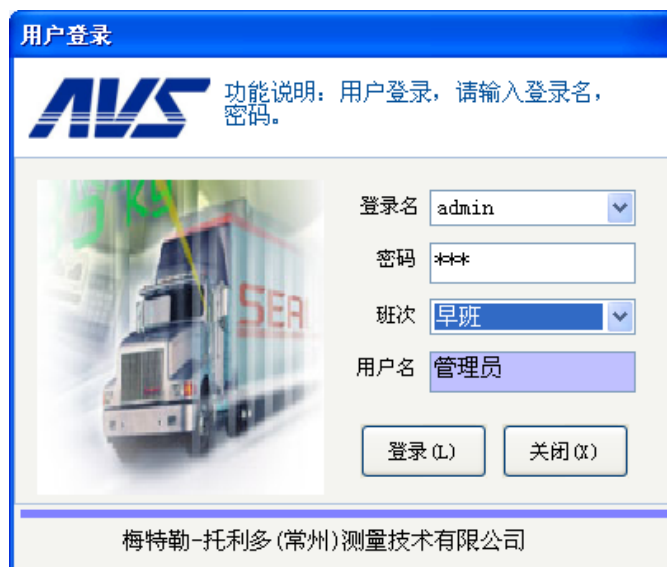 用户登录
AVS
功能说明：用户登录，请输入登录名，
密码。
5 kg
SEA
登录名 admin
密码 ***
班次 早班
用户名 管理员
登录(L) 关闭(X)
梅特勒-托利多(常州)测量技术有限公司